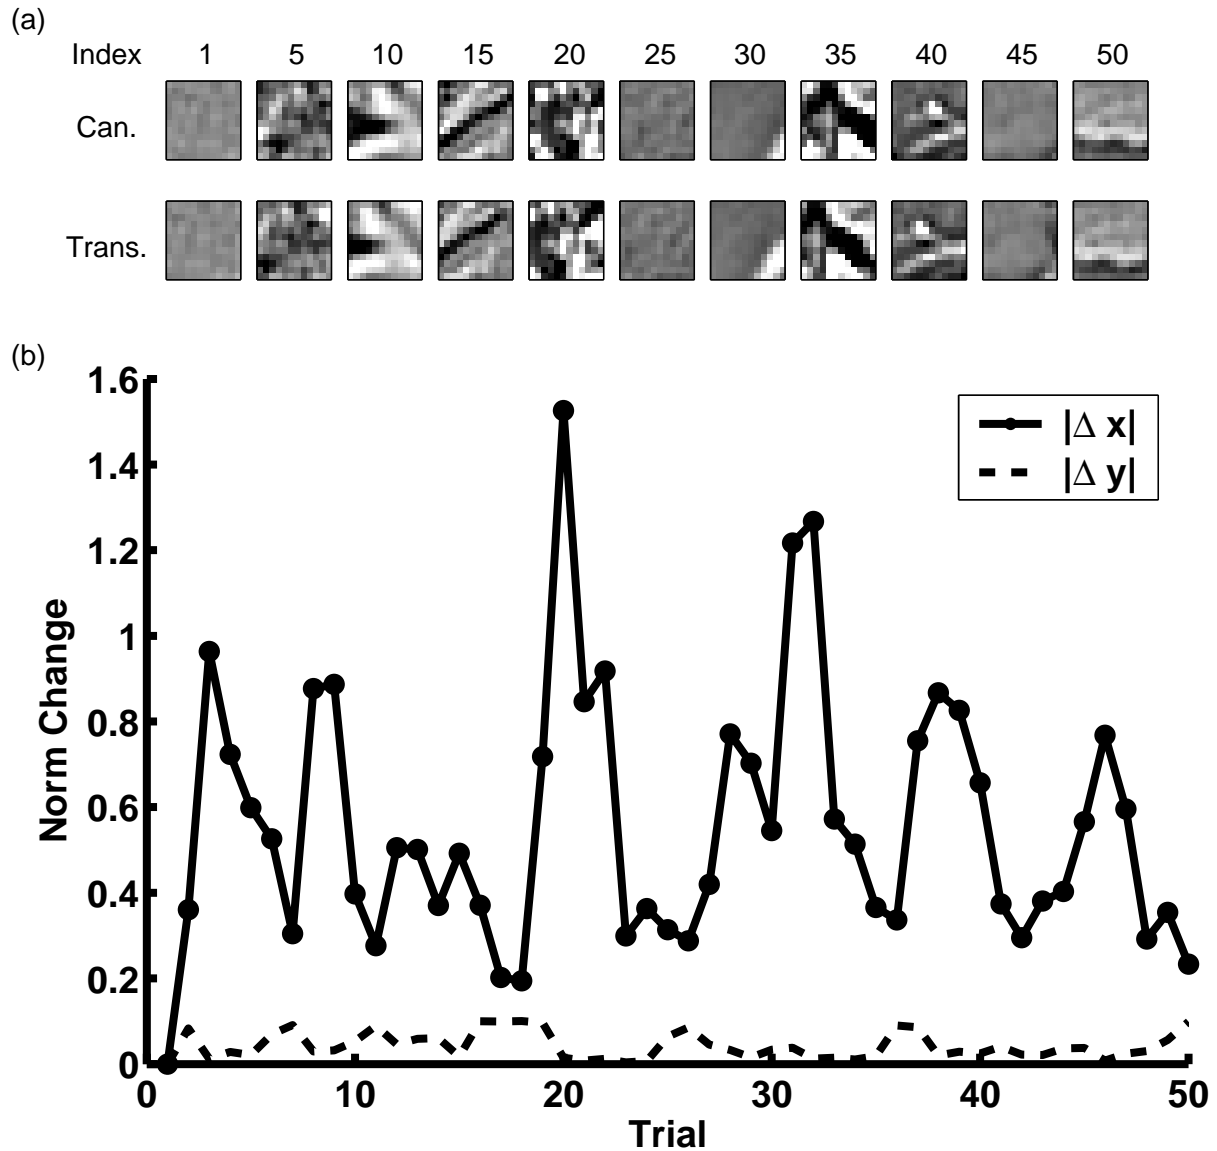 (a)
Index 1 5 10 15 20 25 30 35 40 45 50
Can.
Trans.
(b)
1.6
1.4
1.2
1
0.8
0.6
0.4
0.2
0
Norm Change
|Δ x|
|Δ y|
0 10 20 30 40 50
Trial